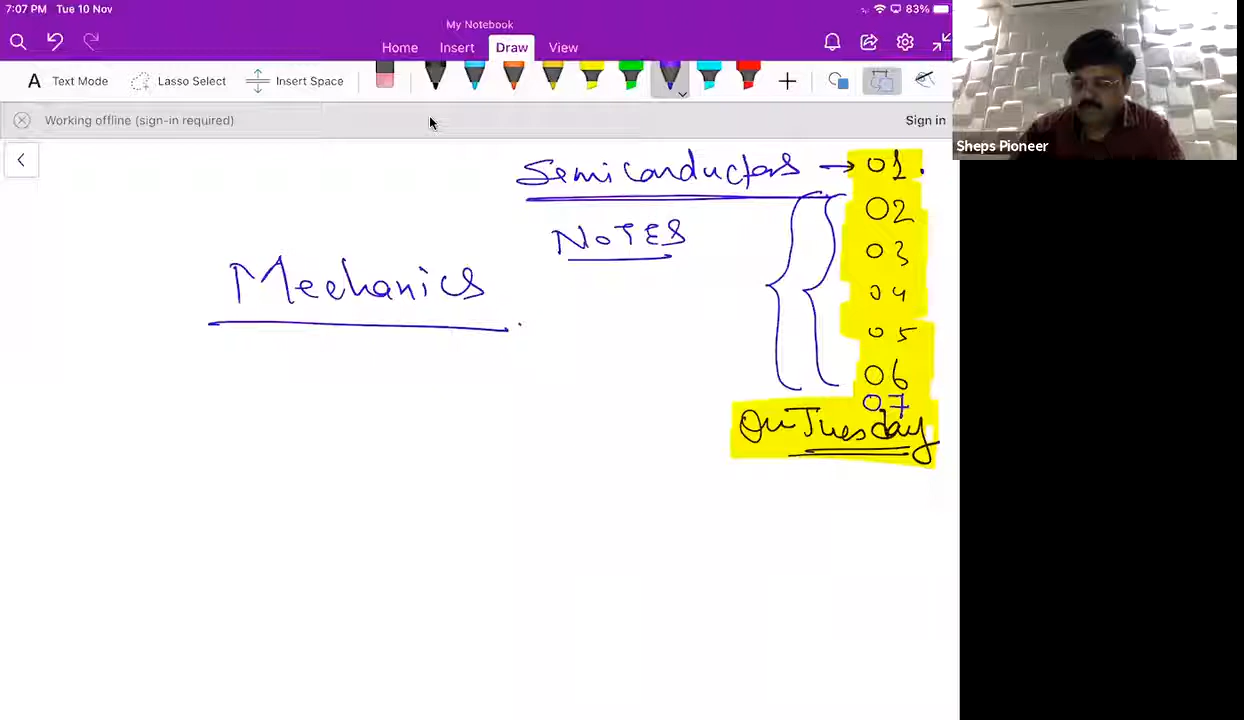 7:07 PM Tue 10 Nov 83%
My Notebook
Home Insert Draw View
A Text Mode Lasso Select Insert Space
Working offline (sign-in required) Sign in
Sheps Pioneer
Semiconductors → 01.
02
NOTES
03
Mechanics
04
05
06
07
On Tuesday